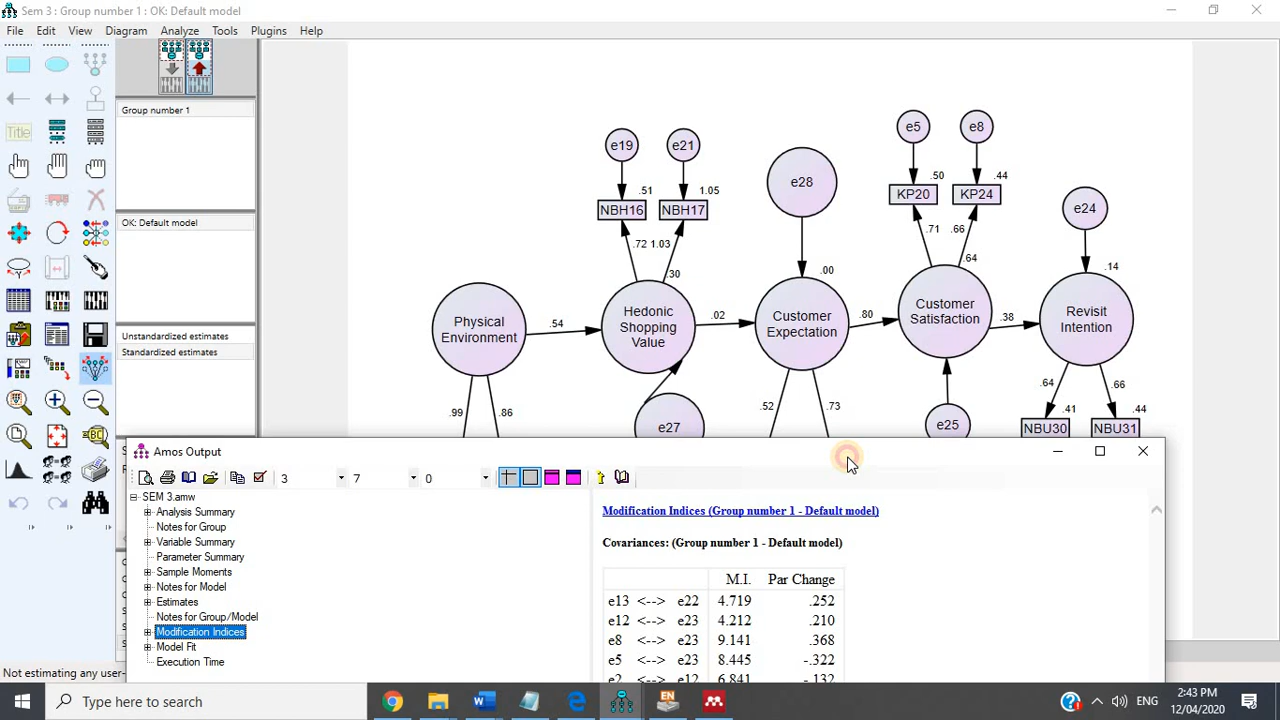 Sem 3 : Group number 1 : OK: Default model
File Edit View Diagram Analyze Tools Plugins Help
Title
Group number 1
OK: Default model
Unstandardized estimates
Standardized estimates
e19 e21
NBH16 .51 NBH17 1.05
.72 1.03
.30
e28
.00
e5 e8
KP20 .50 KP24 .44
.71 .66
.64
e24
.14
Physical
Environment
.54
Hedonic
Shopping
Value
.02
Customer
Expectation
.80
Customer
Satisfaction
.38
Revisit
Intention
.99 .86
e27
.52 .73
e25
.64 .66
NBU30 .41 NBU31 .44
Not estimating any user-
Amos Output
3 7 0
SEM 3.amw
Analysis Summary
Notes for Group
Variable Summary
Parameter Summary
Sample Moments
Notes for Model
Estimates
Notes for Group/Model
Modification Indices
Model Fit
Execution Time
Modification Indices (Group number 1 - Default model)
Covariances: (Group number 1 - Default model)
M.I. Par Change
e13 <--> e22 4.719 .252
e12 <--> e23 4.212 .210
e8 <--> e23 9.141 .368
e5 <--> e23 8.445 -.322
e2 <--> e12 6.841 -.132
Type here to search
ENG
2:43 PM
12/04/2020